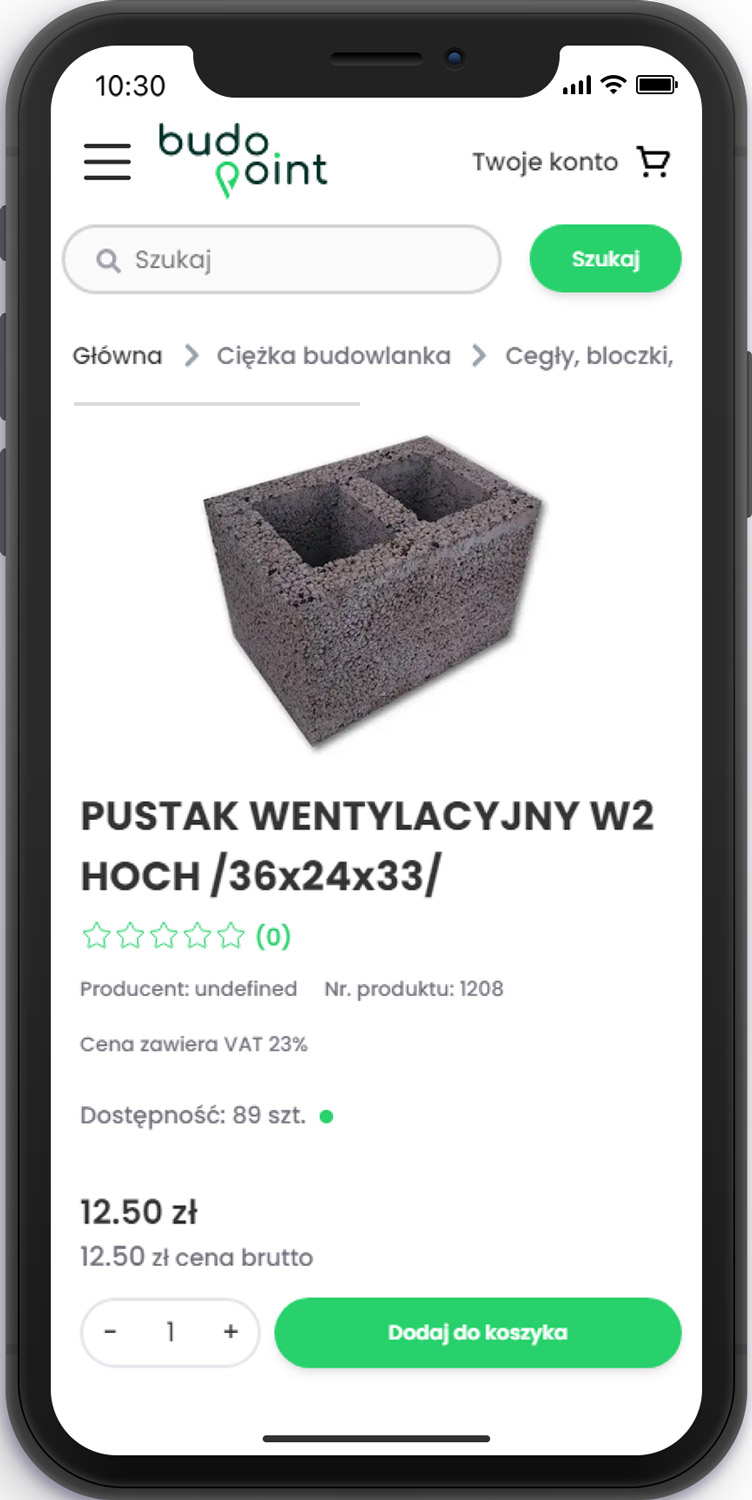 10:30
budo
point
Twoje konto
Szukaj
Szukaj
Główna
Ciężka budowlanka
Cegły, bloczki,
PUSTAK WENTYLACYJNY W2
HOCH /36x24x33/
(0)
Producent: undefined Nr. produktu: 1208
Cena zawiera VAT 23%
Dostępność: 89 szt.
12.50 zł
12.50 zł cena brutto
- 1 +
Dodaj do koszyka